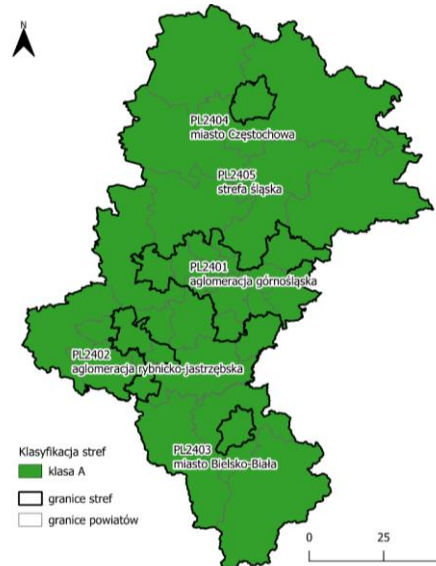 N
PL2404
miasto Częstochowa
PL2405
strefa śląska
PL2401
aglomeracja górnośląska
PL2402
aglomeracja rybnicko-jastrzębska
PL2403
miasto Bielsko-Biała
Klasyfikacja stref
klasa A
granice stref
granice powiatów
0 25